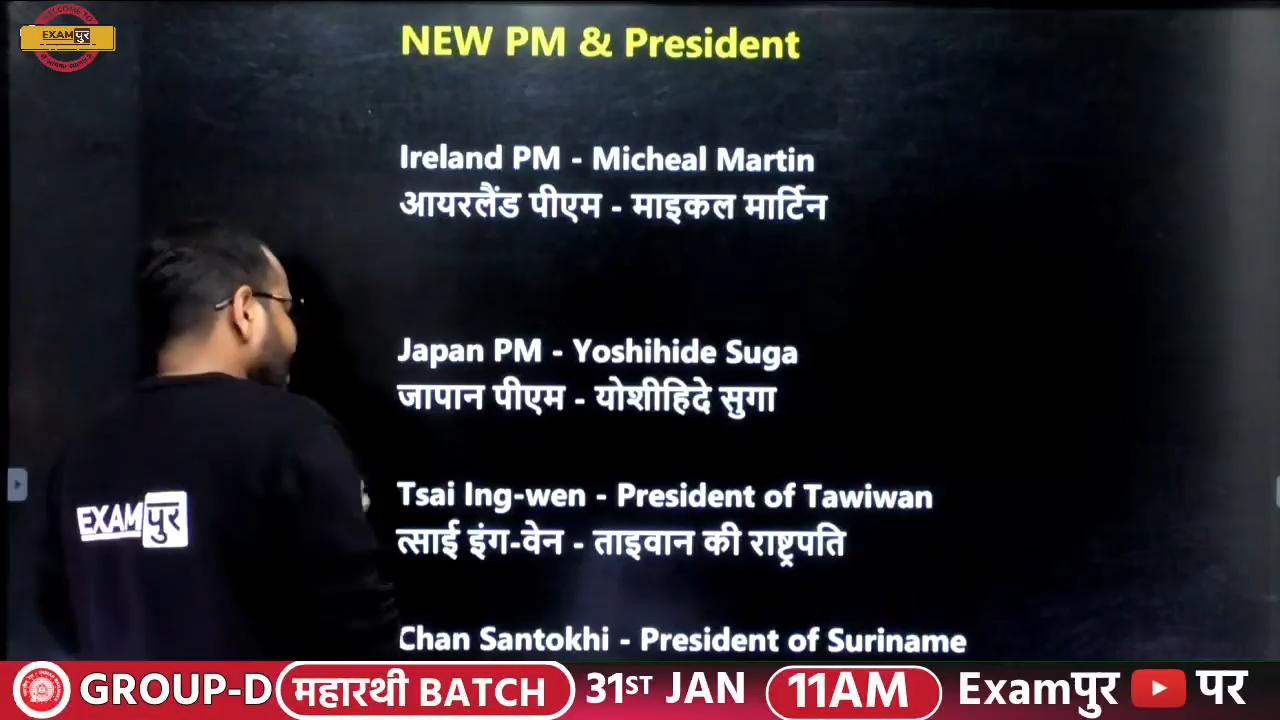 WELCOME TO
EXAMपुर
NEW PM & President
Ireland PM - Micheal Martin
आयरलैंड पीएम - माइकल मार्टिन
Japan PM - Yoshihide Suga
जापान पीएम - योशीहिदे सुगा
Tsai Ing-wen - President of Tawiwan
त्साई इंग-वेन - ताइवान की राष्ट्रपति
Chan Santokhi - President of Suriname
EXAMपुर
GROUP-D महारथी BATCH 31ST JAN 11AM Examपुर पर